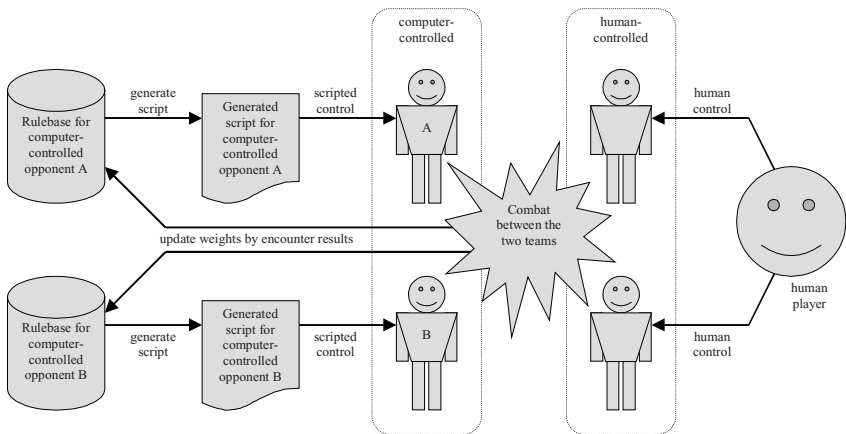 computer-
controlled
human-
controlled
Rulebase for
computer-
controlled
opponent A
generate
script
Generated
script for
computer-
controlled
opponent A
scripted
control
A
human
control
Combat
between the
two teams
update weights by encounter results
human
player
Rulebase for
computer-
controlled
opponent B
generate
script
Generated
script for
computer-
controlled
opponent B
scripted
control
B
human
control